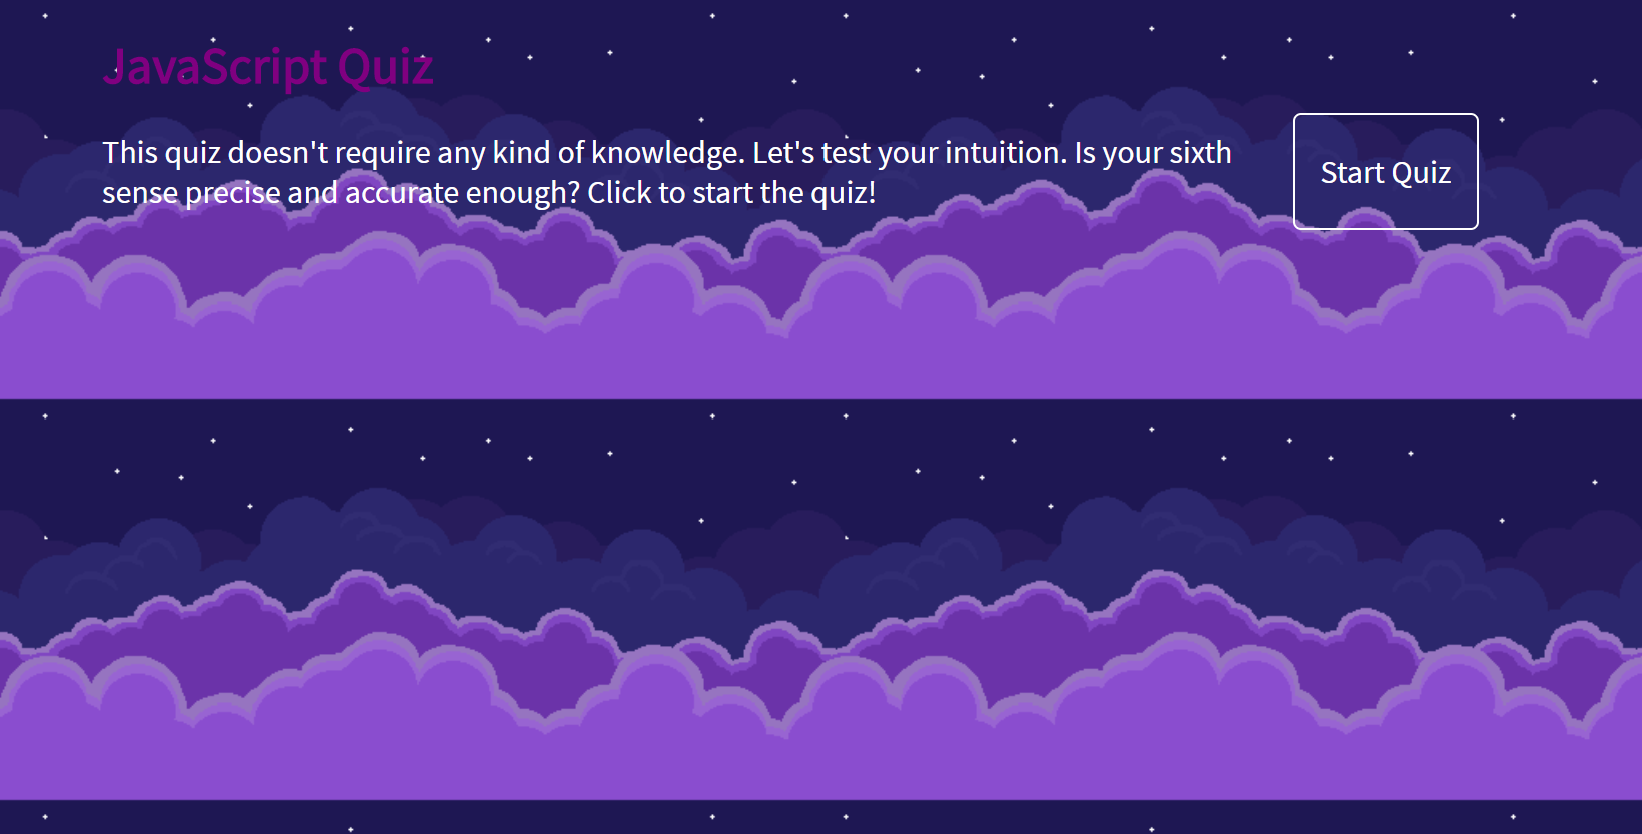 JavaScript Quiz
This quiz doesn't require any kind of knowledge. Let's test your intuition. Is your sixth
sense precise and accurate enough? Click to start the quiz!
Start Quiz